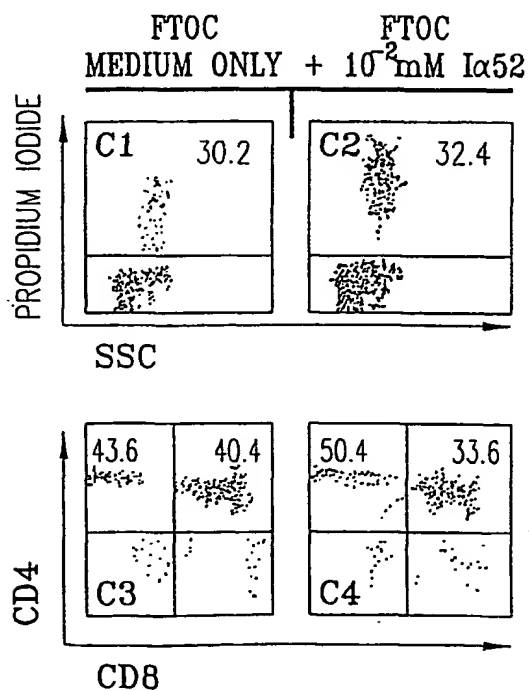 FTOC FTOC
MEDIUM ONLY + 10⁻²mM Iα52
PROPIDIUM IODIDE
C1 30.2
C2 32.4
SSC
43.6 40.4
50.4 33.6
CD4
C3
C4
CD8